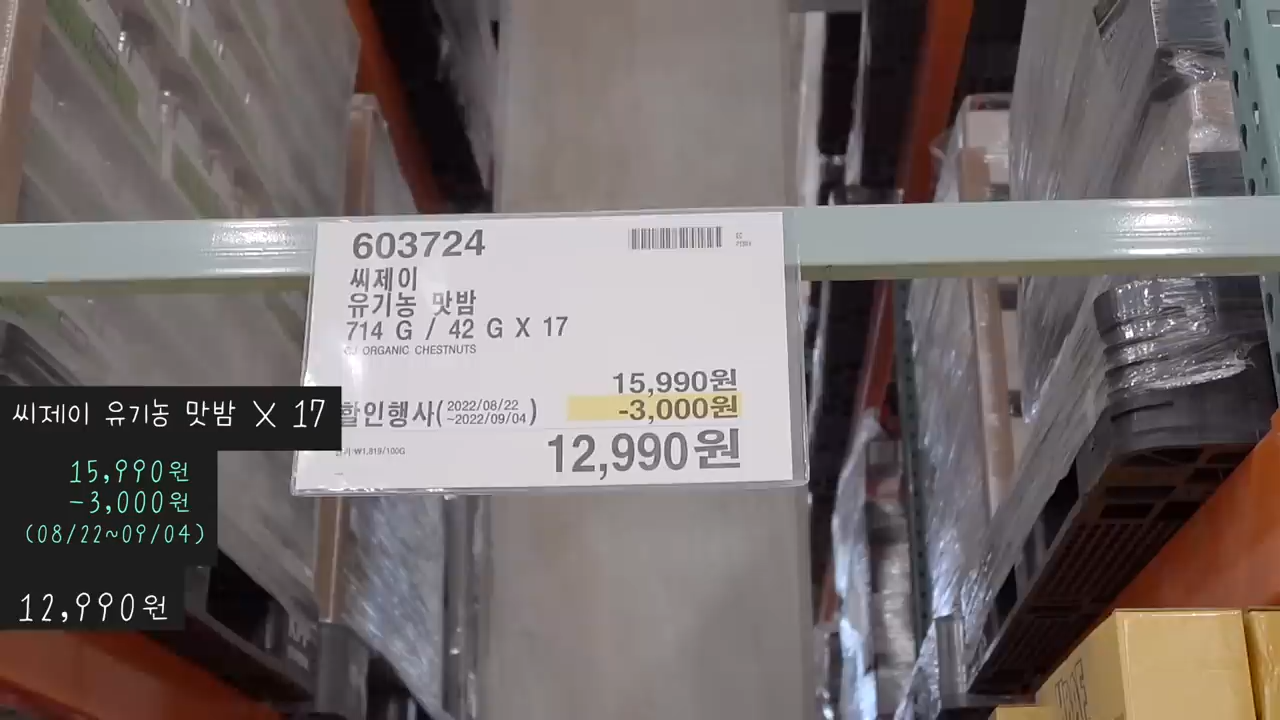 603724
씨제이
유기농 맛밤
714 G / 42 G X 17
CJ ORGANIC CHESTNUTS
15,990원
할인행사(2022/08/22 ~2022/09/04) -3,000원
12,990원
₩1,819/100G
씨제이 유기농 맛밤 X 17
15,990원
-3,000원
(08/22~09/04)
12,990원